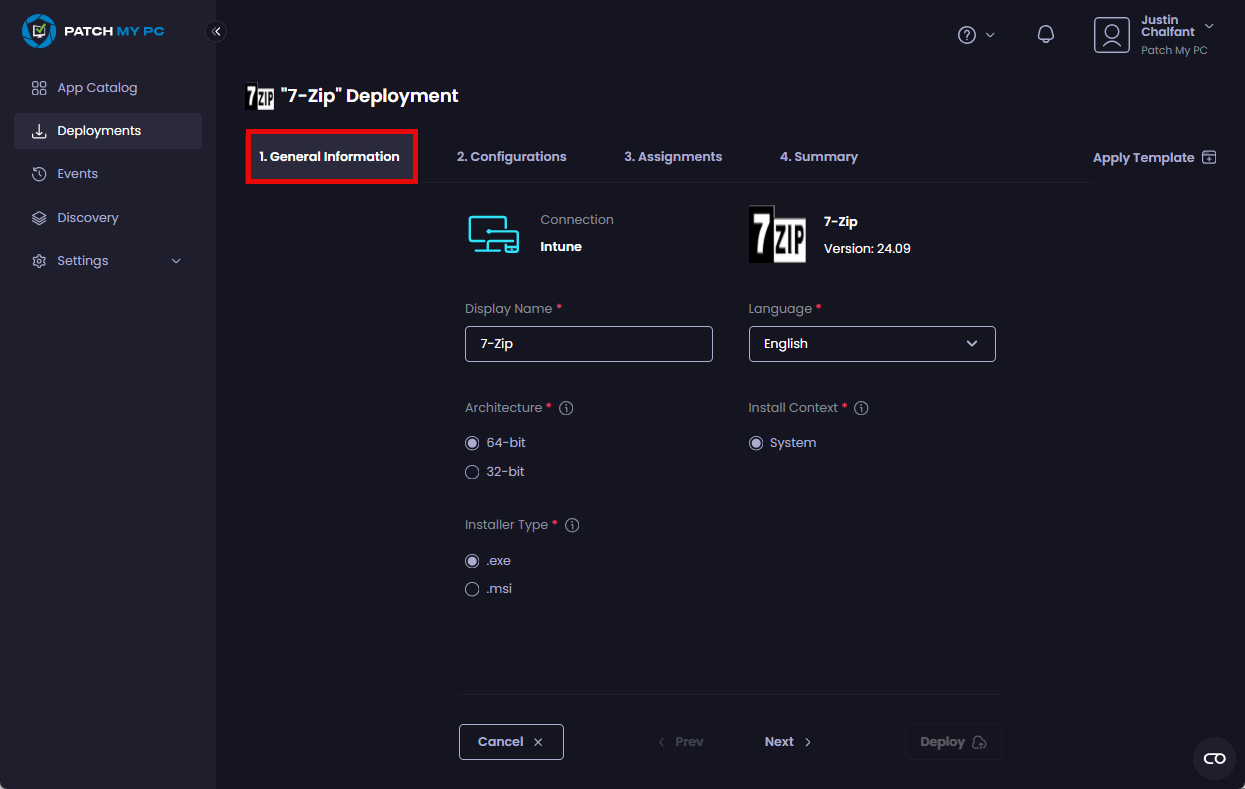 PATCH MY PC
App Catalog
Deployments
Events
Discovery
Settings
Justin
Chalfant
Patch My PC
7ZIP "7-Zip" Deployment
1. General Information 2. Configurations 3. Assignments 4. Summary Apply Template
Connection
Intune
7ZIP
7-Zip
Version: 24.09
Display Name *
7-Zip
Language *
English
Architecture *
64-bit
32-bit
Install Context *
System
Installer Type *
.exe
.msi
Cancel Prev Next Deploy